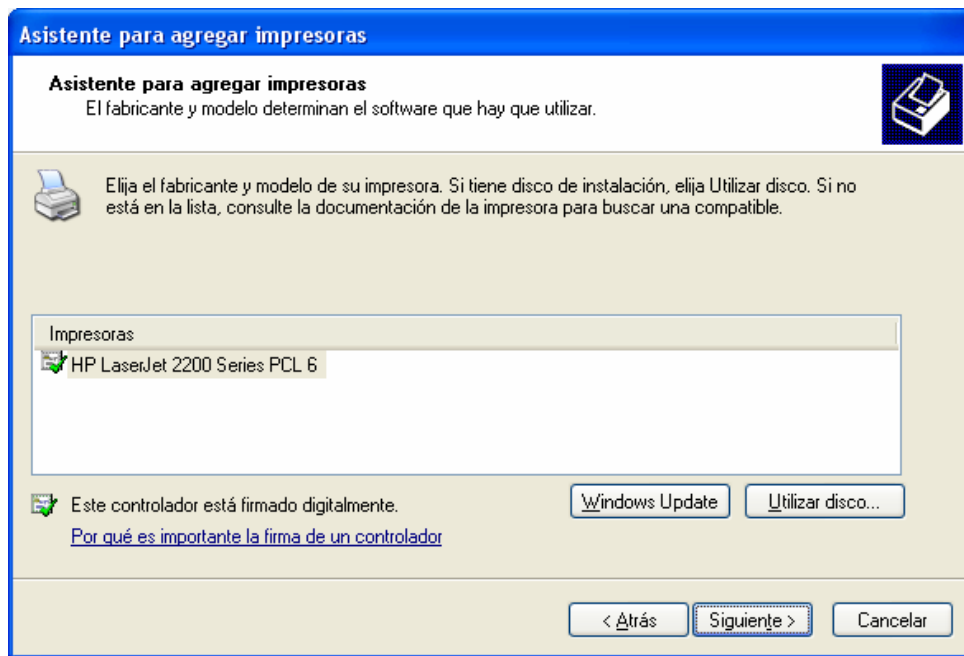 Asistente para agregar impresoras
Asistente para agregar impresoras
El fabricante y modelo determinan el software que hay que utilizar.
Elija el fabricante y modelo de su impresora. Si tiene disco de instalación, elija Utilizar disco. Si no
está en la lista, consulte la documentación de la impresora para buscar una compatible.
Impresoras
HP LaserJet 2200 Series PCL 6
Este controlador está firmado digitalmente.
Windows Update
Utilizar disco...
Por qué es importante la firma de un controlador
< Atrás
Siguiente >
Cancelar